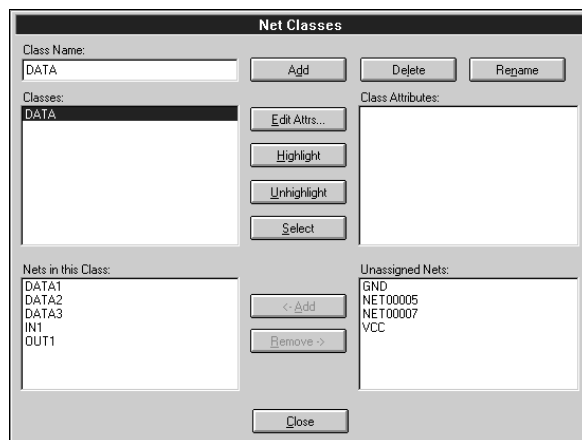 Net Classes
Class Name:
DATA
Add
Delete
Rename
Classes:
DATA
Edit Attrs...
Highlight
Unhighlight
Select
Class Attributes:
Nets in this Class:
DATA1
DATA2
DATA3
IN1
OUT1
<- Add
Remove ->
Unassigned Nets:
GND
NET00005
NET00007
VCC
Close